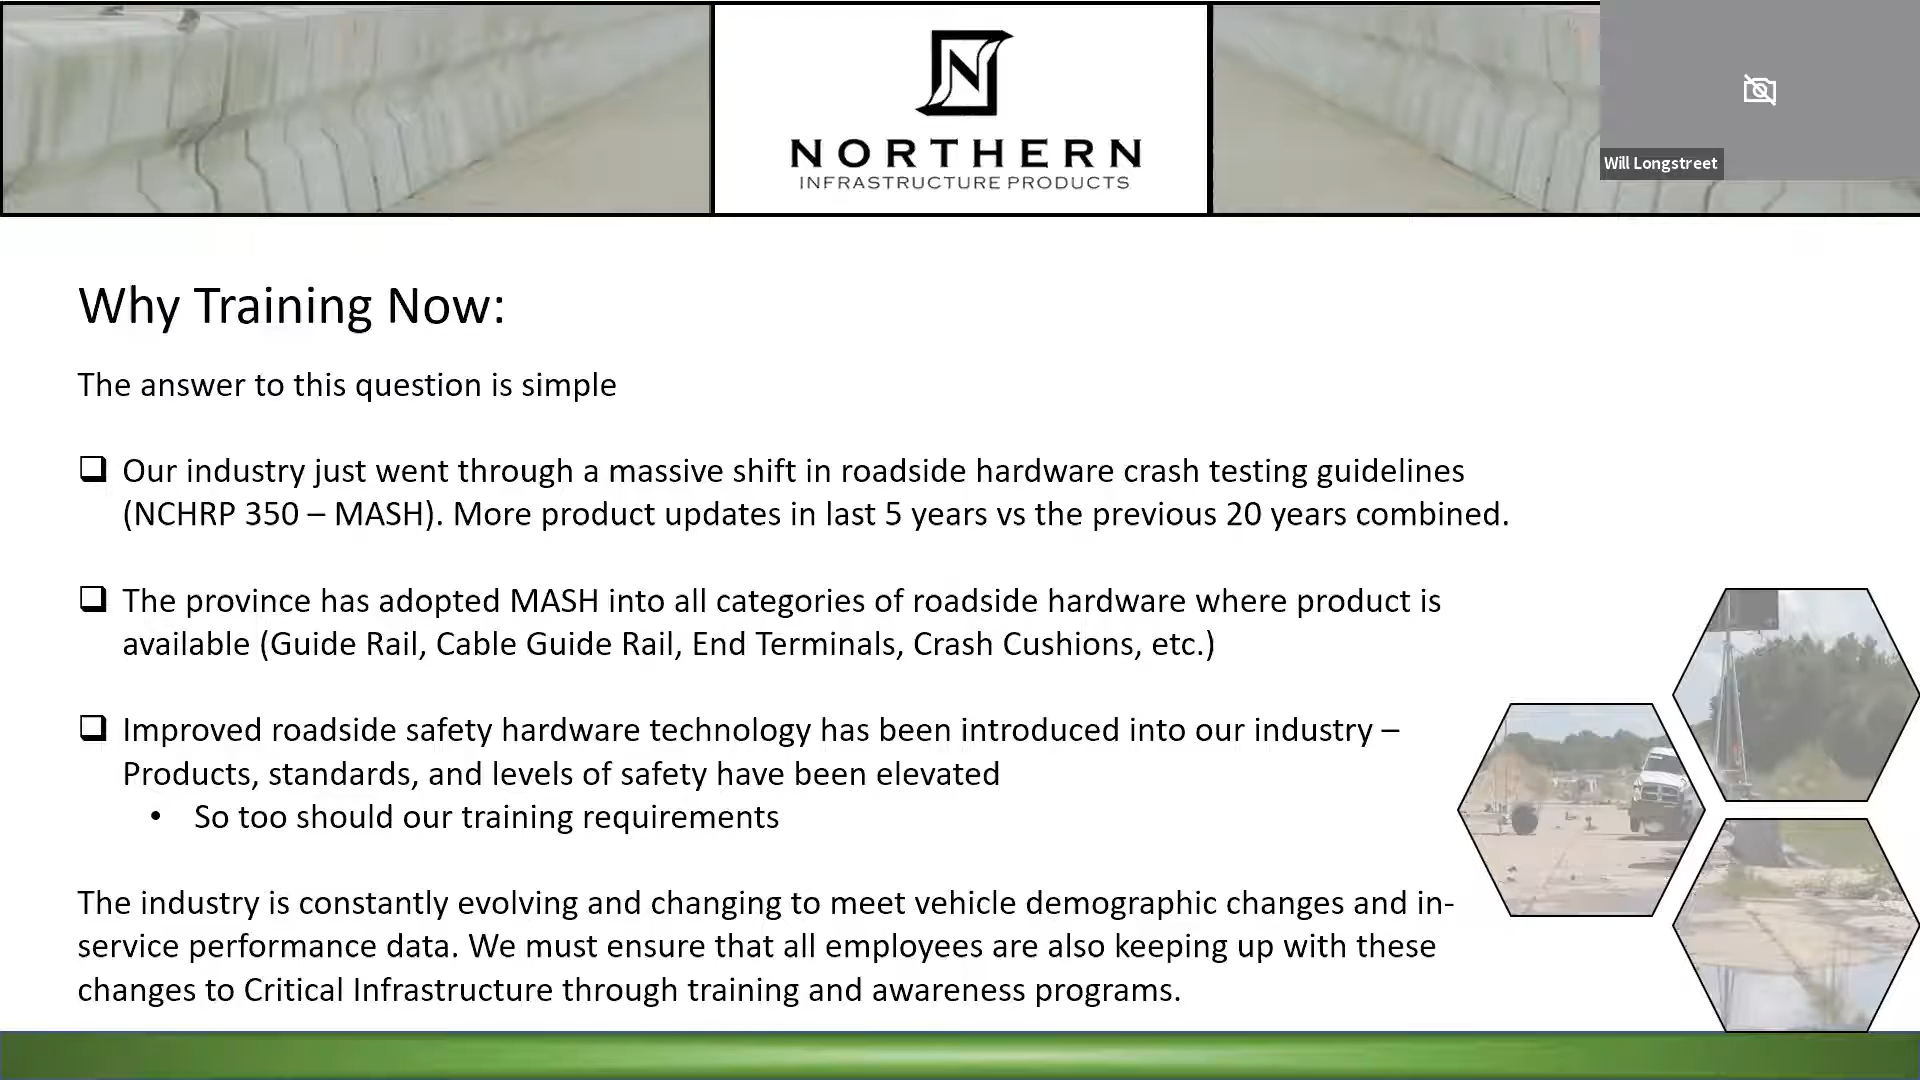 N
NORTHERN
INFRASTRUCTURE PRODUCTS
Will Longstreet
Why Training Now:
The answer to this question is simple
Our industry just went through a massive shift in roadside hardware crash testing guidelines
(NCHRP 350 – MASH). More product updates in last 5 years vs the previous 20 years combined.
The province has adopted MASH into all categories of roadside hardware where product is
available (Guide Rail, Cable Guide Rail, End Terminals, Crash Cushions, etc.)
Improved roadside safety hardware technology has been introduced into our industry –
Products, standards, and levels of safety have been elevated
• So too should our training requirements
The industry is constantly evolving and changing to meet vehicle demographic changes and in-
service performance data. We must ensure that all employees are also keeping up with these
changes to Critical Infrastructure through training and awareness programs.